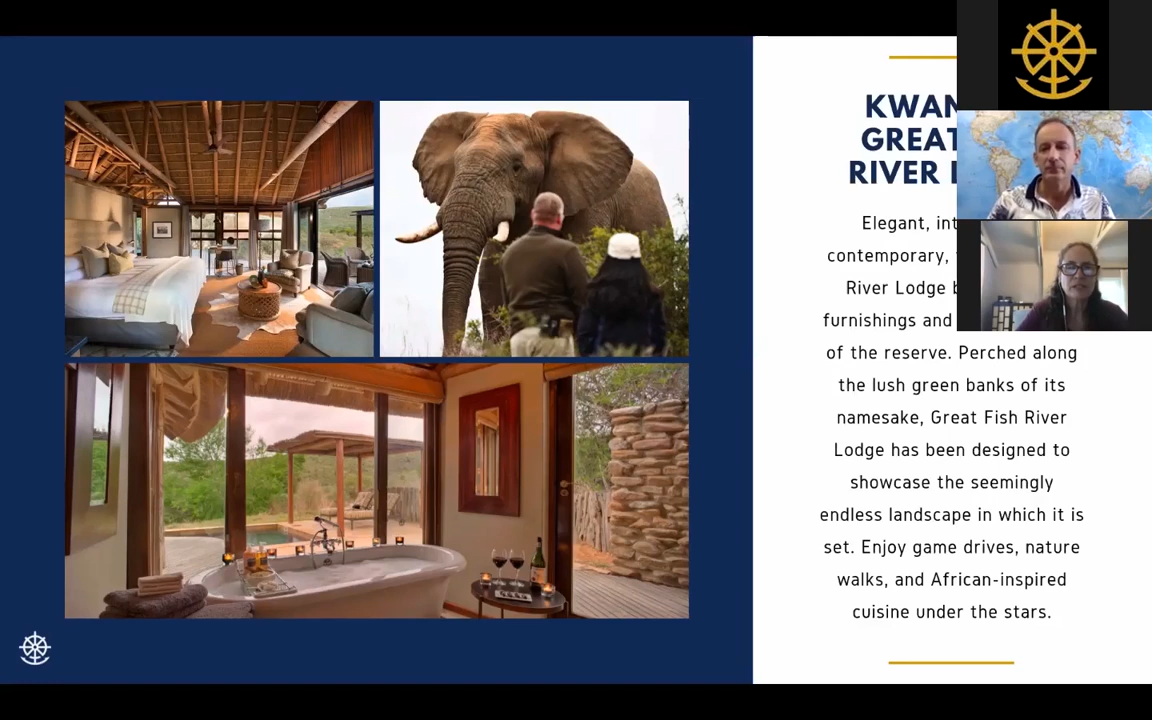 GREAT
RIVER
Elegant,
contemporary,
River Lodge
furnishings and
of the reserve. Perched along
the lush green banks of its
namesake, Great Fish River
Lodge has been designed to
showcase the seemingly
endless landscape in which it is
set. Enjoy game drives, nature
walks, and African-inspired
cuisine under the stars.